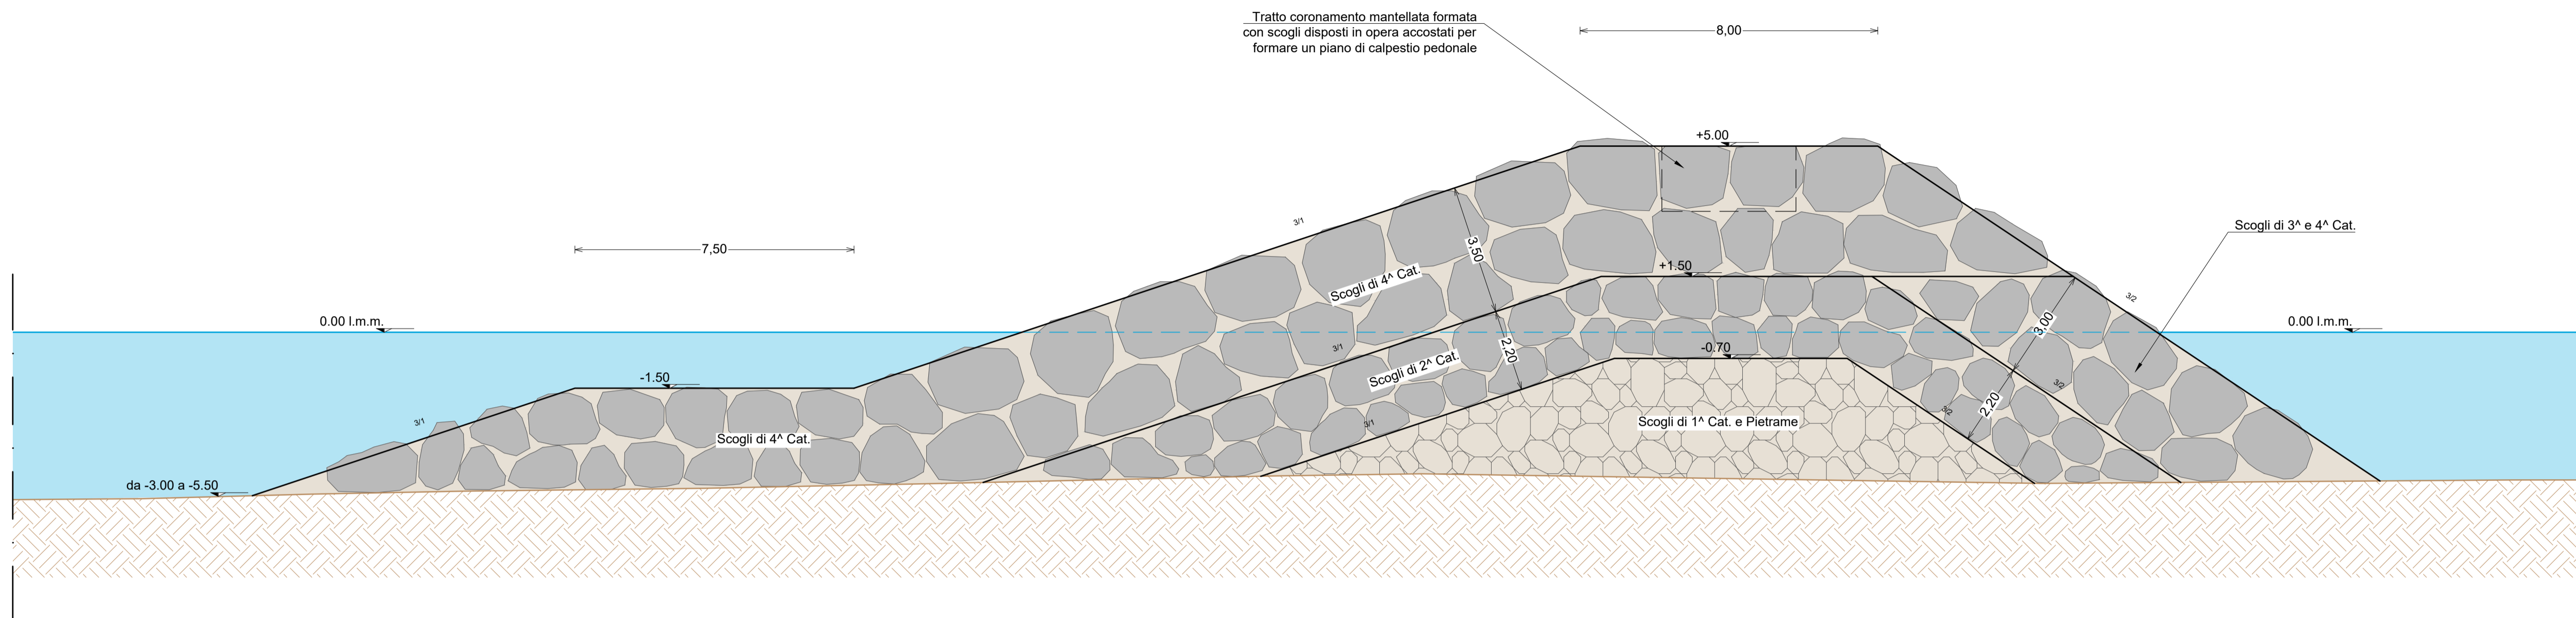 Tratto coronamento mantellata formata
con scogli disposti in opera accostati per
formare un piano di calpestio pedonale
8,00
+5.00
3/1
7,50
Scogli di 3^ e 4^ Cat.
3,50
+1.50
Scogli di 4^ Cat.
3/2
0.00 l.m.m.
3,00
0.00 l.m.m.
3/1
2,20
-0.70
Scogli di 2^ Cat.
-1.50
3/2
3/1
3/1
2,20
3/2
Scogli di 1^ Cat. e Pietrame
Scogli di 4^ Cat.
da -3.00 a -5.50